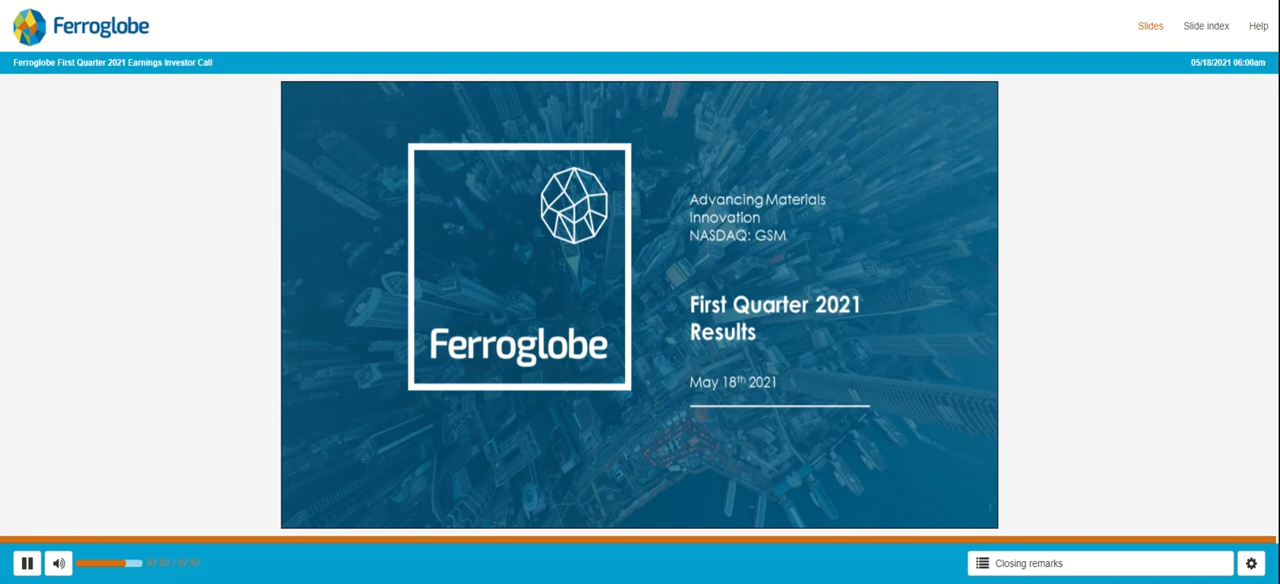 Ferroglobe
Slides
Slide index
Help
Ferroglobe First Quarter 2021 Earnings Investor Call
05/18/2021 06:00am
Advancing Materials
Innovation
NASDAQ: GSM
Ferroglobe
First Quarter 2021
Results
May 18th 2021
Closing remarks